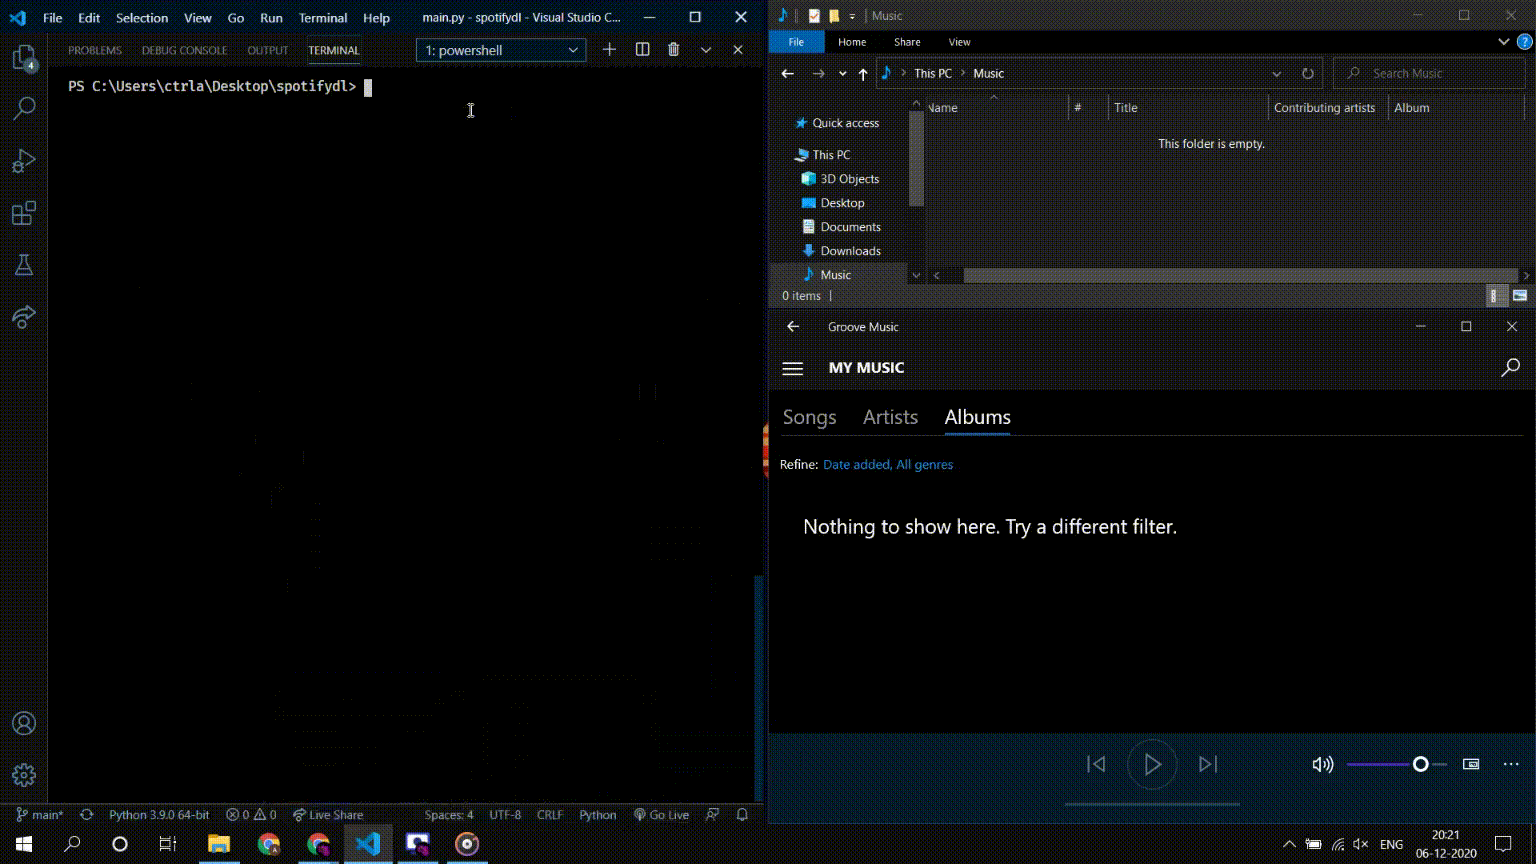 File Edit Selection View Go Run Terminal Help main.py - spotifydl - Visual Studio C...
PROBLEMS DEBUG CONSOLE OUTPUT TERMINAL 1: powershell
4
PS C:\Users\ctrla\Desktop\spotifydl>
main* Python 3.9.0 64-bit 0 0 Live Share Spaces: 4 UTF-8 CRLF Python Go Live
Music
File Home Share View
This PC Music Search Music
Name # Title Contributing artists Album
Quick access
This folder is empty.
This PC
3D Objects
Desktop
Documents
Downloads
Music
0 items
Groove Music
MY MUSIC
Songs Artists Albums
Refine: Date added, All genres
Nothing to show here. Try a different filter.
ENG
20:21
06-12-2020